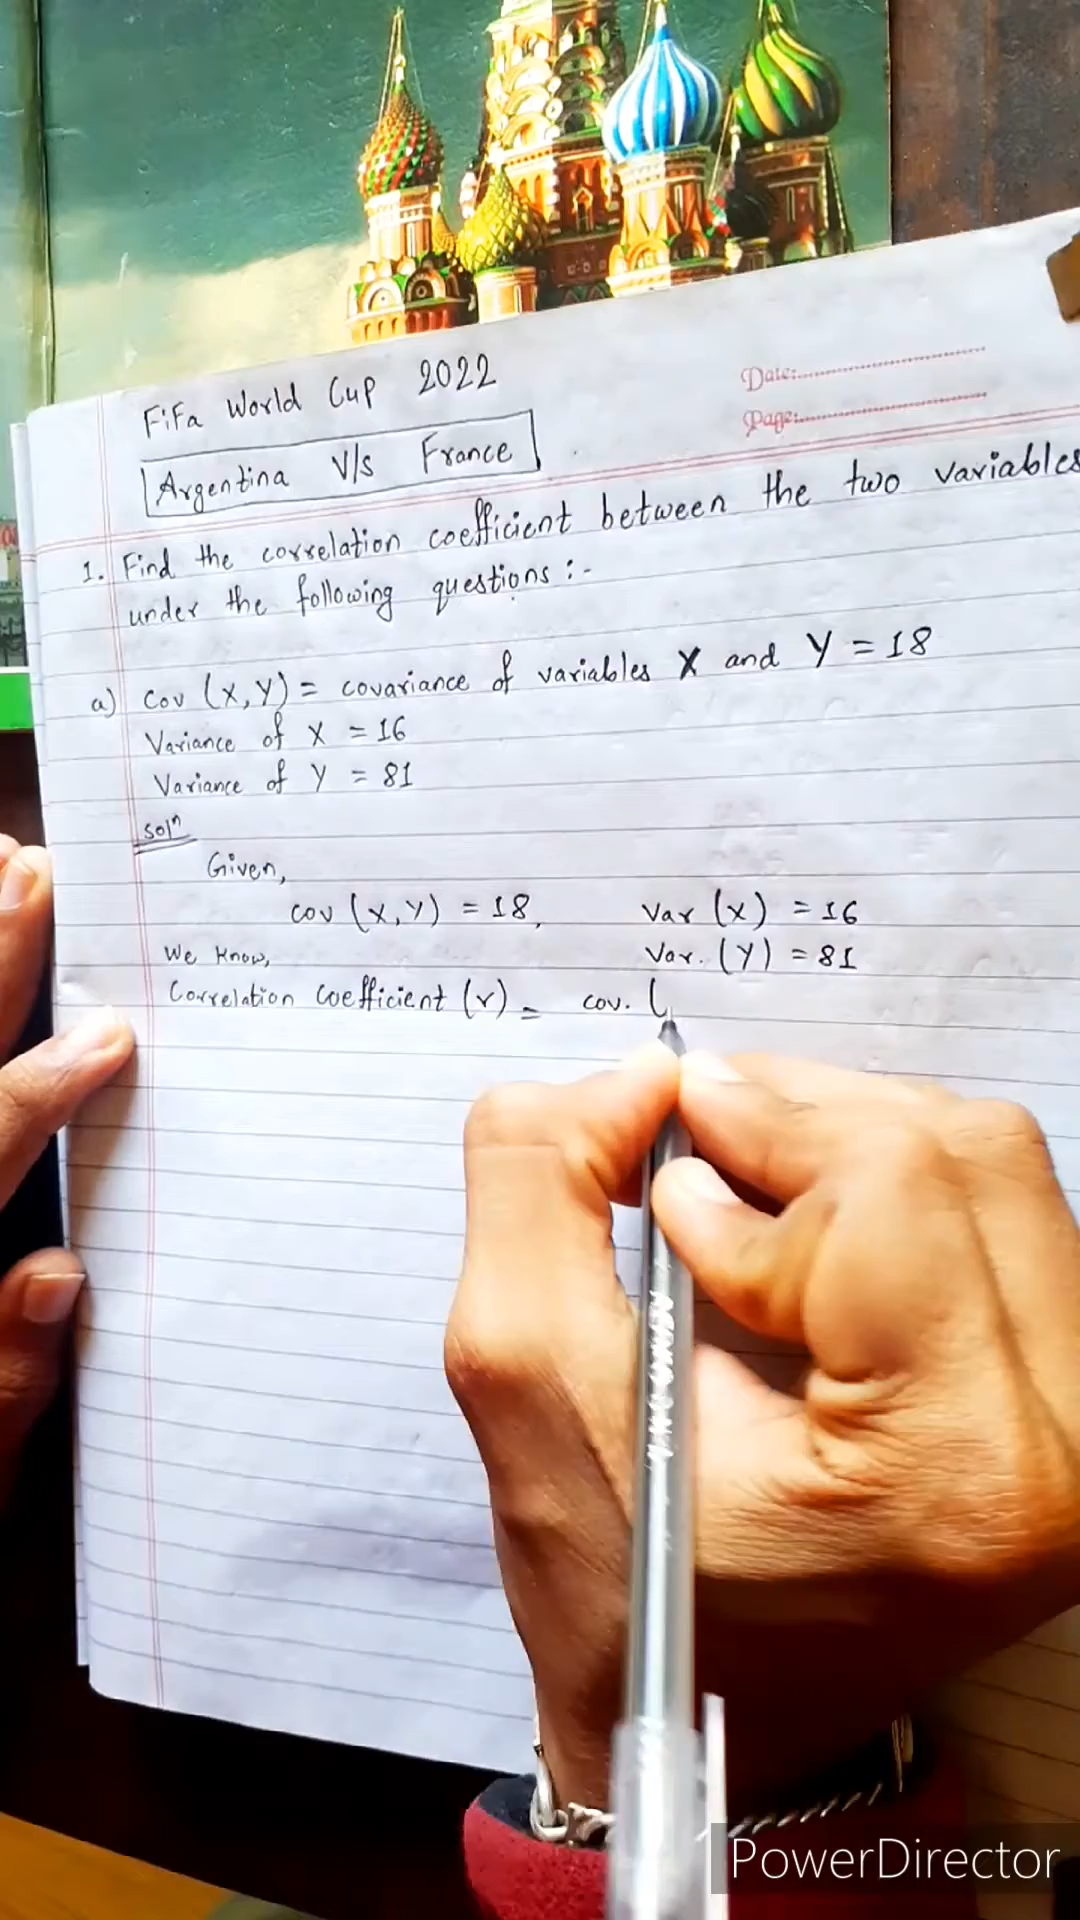 FiFa World Cup 2022
Date:
Argentina V/s France
Page:
1. Find the correlation coefficient between the two variables
under the following questions :-
a) Cov (X,Y) = covariance of variables X and Y = 18
Variance of X = 16
Variance of Y = 81
Solⁿ
Given,
cov (X,Y) = 18, Var (X) = 16
We know, Var. (Y) = 81
Correlation Coefficient (r) = cov. (
PowerDirector